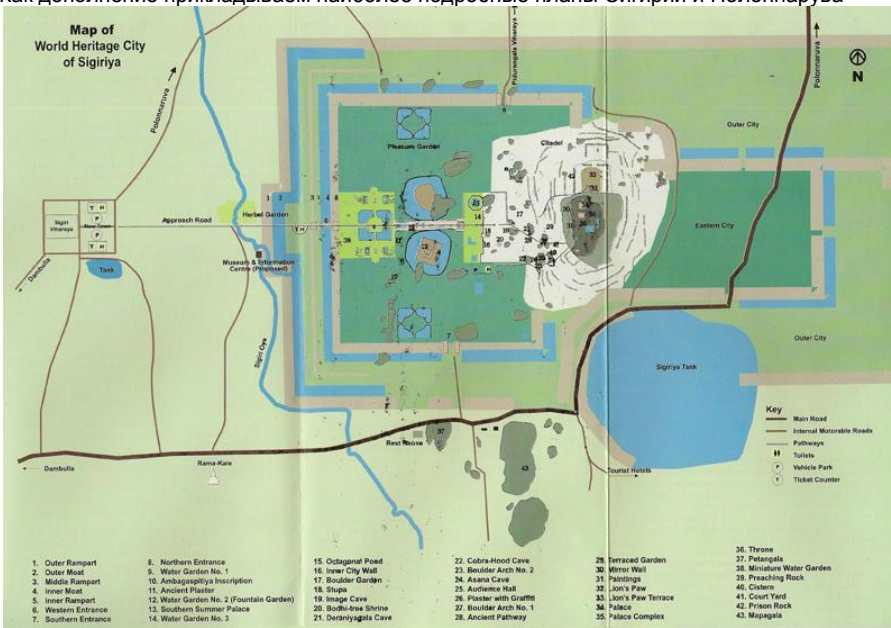 Как дополнение прикладываем наиболее подробные планы Сигирии и Полоннарува
Map of
World Heritage City
of Sigiriya
Polonnaruva
Pidurangala Viharaya
Polonnaruva
N
Outer City
Pleasure Garden
Citadel
Eastern City
Herbal Garden
Approach Road
Sigiri
Viharaya
New Town
T H
P
P
T H
Tank
Dambulla
Museum & Information
Centre (Proposed)
Sigiri Oya
Outer City
Sigiriya Tank
Rest House
Rama-Kale
Dambulla
Tourist Hotels
Key
Main Road
Internal Motorable Roads
Pathways
Toilets
P Vehicle Park
T Ticket Counter
1. Outer Rampart
2. Outer Moat
3. Middle Rampart
4. Inner Moat
5. Inner Rampart
6. Western Entrance
7. Southern Entrance
8. Northern Entrance
9. Water Garden No. 1
10. Ambagaspitiya Inscription
11. Ancient Plaster
12. Water Garden No. 2 (Fountain Garden)
13. Southern Summer Palace
14. Water Garden No. 3
15. Octagonal Pond
16. Inner City Wall
17. Boulder Garden
18. Stupa
19. Image Cave
20. Bodhi-tree Shrine
21. Deraniyagala Cave
22. Cobra-Hood Cave
23. Boulder Arch No. 2
24. Asana Cave
25. Audience Hall
26. Plaster with Graffiti
27. Boulder Arch No. 1
28. Ancient Pathway
29. Terraced Garden
30. Mirror Wall
31. Paintings
32. Lion's Paw
33. Lion's Paw Terrace
34. Palace
35. Palace Complex
36. Throne
37. Petangala
38. Miniature Water Garden
39. Preaching Rock
40. Cistern
41. Court Yard
42. Prison Rock
43. Mapagala